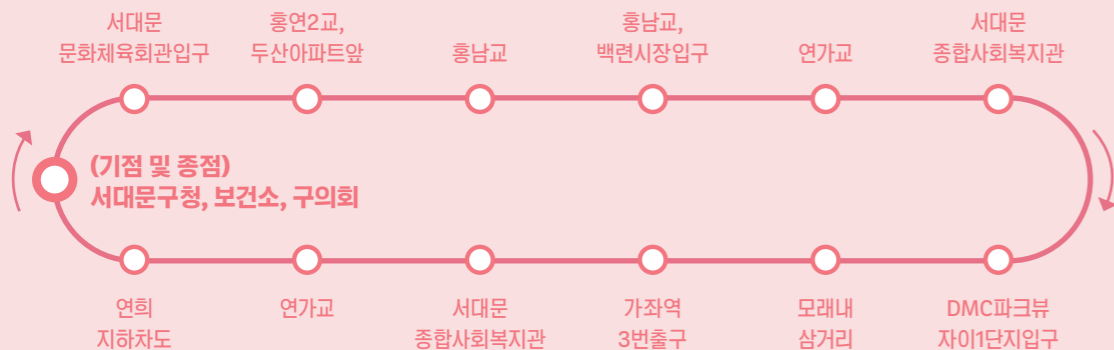 서대문
문화체육회관입구
홍연2교,
두산아파트앞
홍남교
홍남교,
백련시장입구
연가교
서대문
종합사회복지관
(기점 및 종점)
서대문구청, 보건소, 구의회
연희
지하차도
연가교
서대문
종합사회복지관
가좌역
3번출구
모래내
삼거리
DMC파크뷰
자이1단지입구